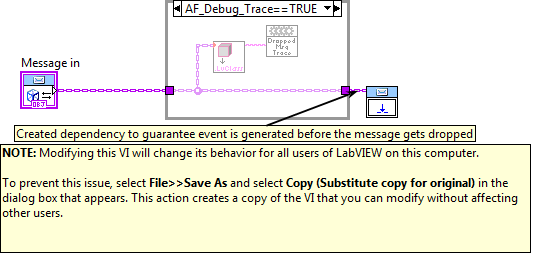 AF_Debug_Trace==TRUE
Dropped
Msg
Trace
LVClass
Message in
OBJ
Created dependency to guarantee event is generated before the message gets dropped
NOTE: Modifying this VI will change its behavior for all users of LabVIEW on this computer.
To prevent this issue, select File>>Save As and select Copy (Substitute copy for original) in the
dialog box that appears. This action creates a copy of the VI that you can modify without affecting
other users.